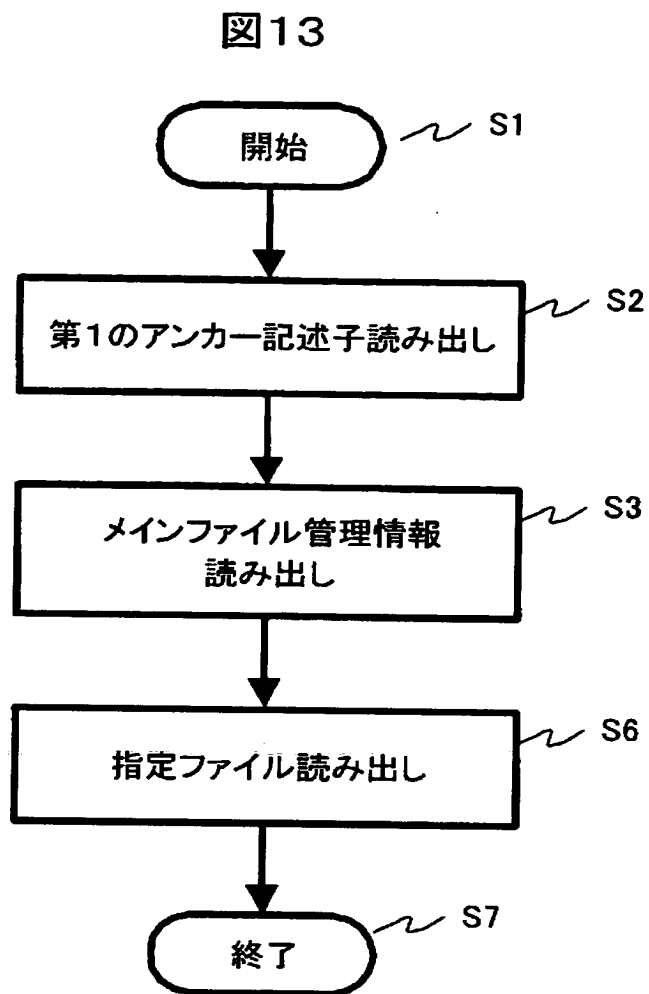 図13
開始
S1
第1のアンカー記述子読み出し
S2
メインファイル管理情報
読み出し
S3
指定ファイル読み出し
S6
終了
S7